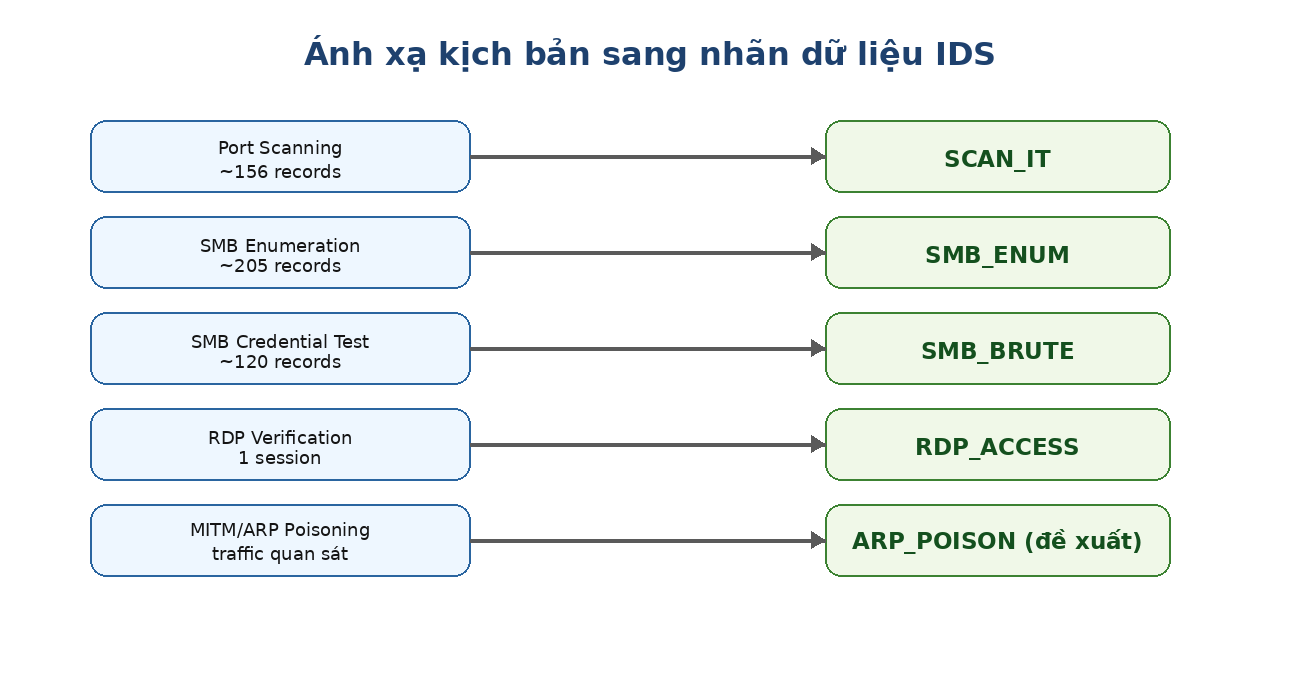 Ánh xạ kịch bản sang nhãn dữ liệu IDS
Port Scanning
~156 records
SCAN_IT
SMB Enumeration
~205 records
SMB_ENUM
SMB Credential Test
~120 records
SMB_BRUTE
RDP Verification
1 session
RDP_ACCESS
MITM/ARP Poisoning
traffic quan sát
ARP_POISON (đề xuất)